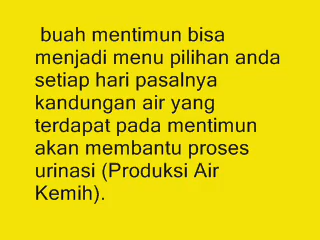 buah mentimun bisa
menjadi menu pilihan anda
setiap hari pasalnya
kandungan air yang
terdapat pada mentimun
akan membantu proses
urinasi (Produksi Air
Kemih).